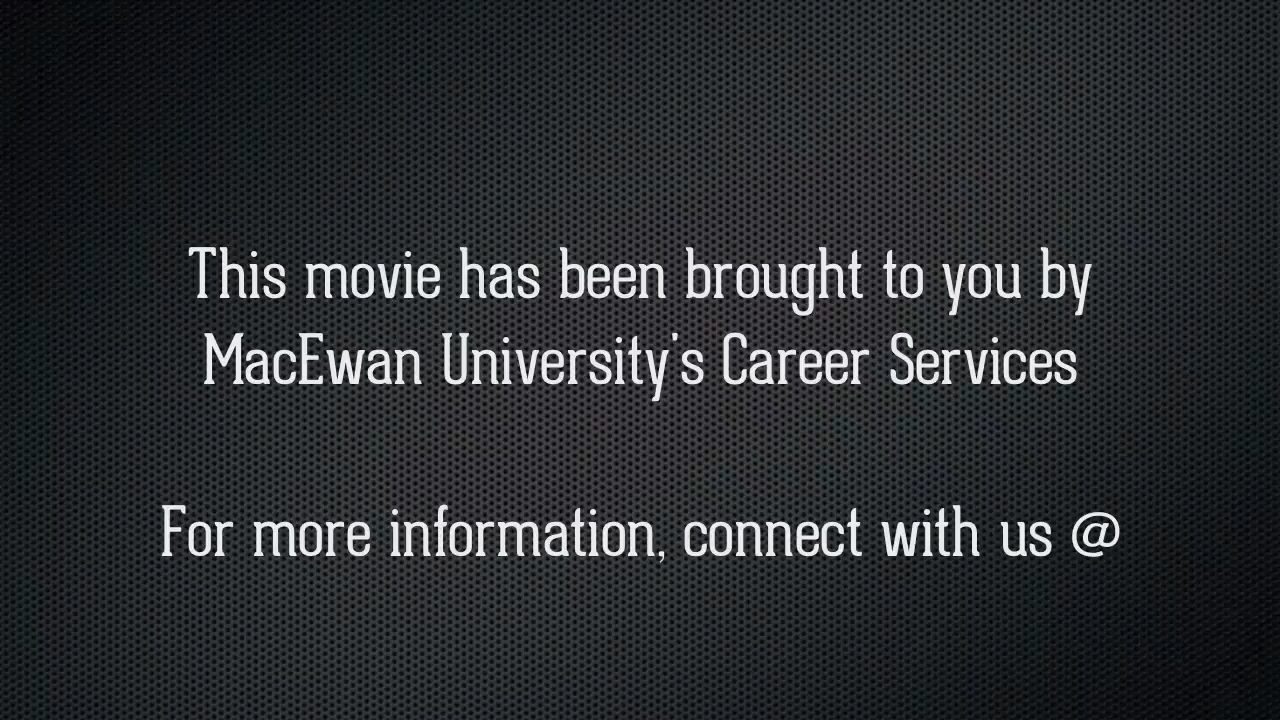 This movie has been brought to you by
MacEwan University's Career Services
For more information, connect with us @